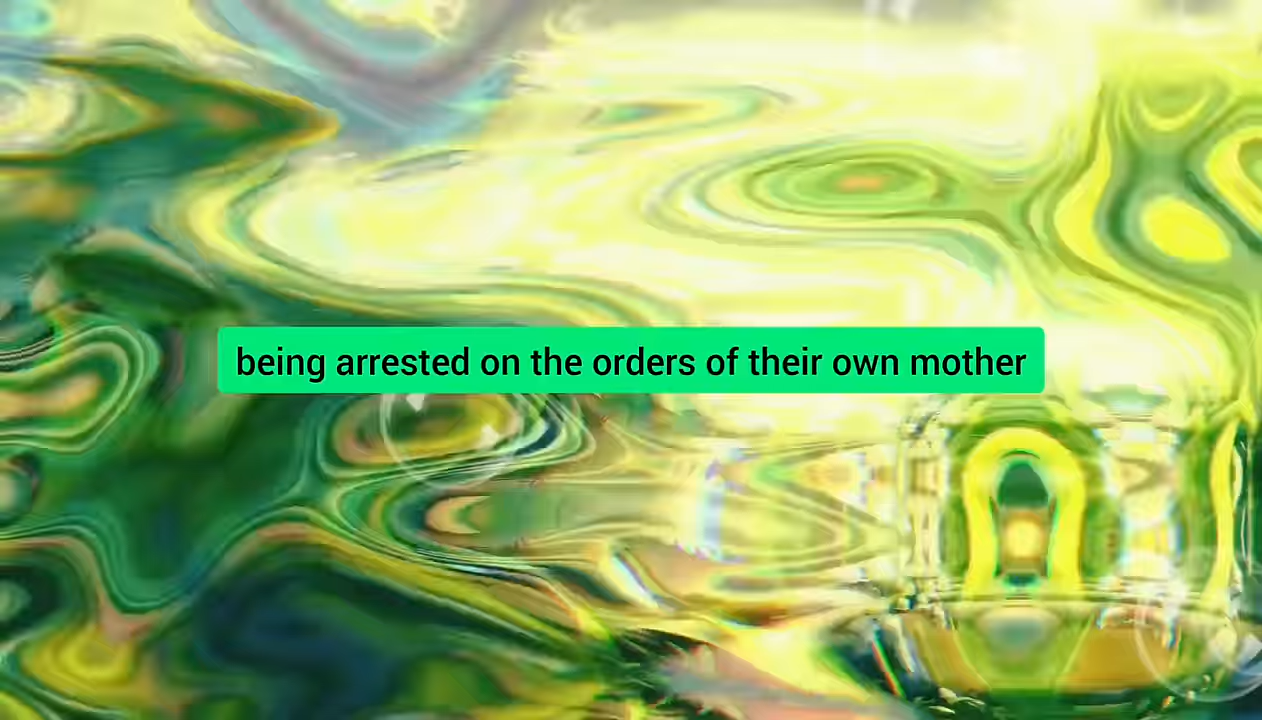 being arrested on the orders of their own mother